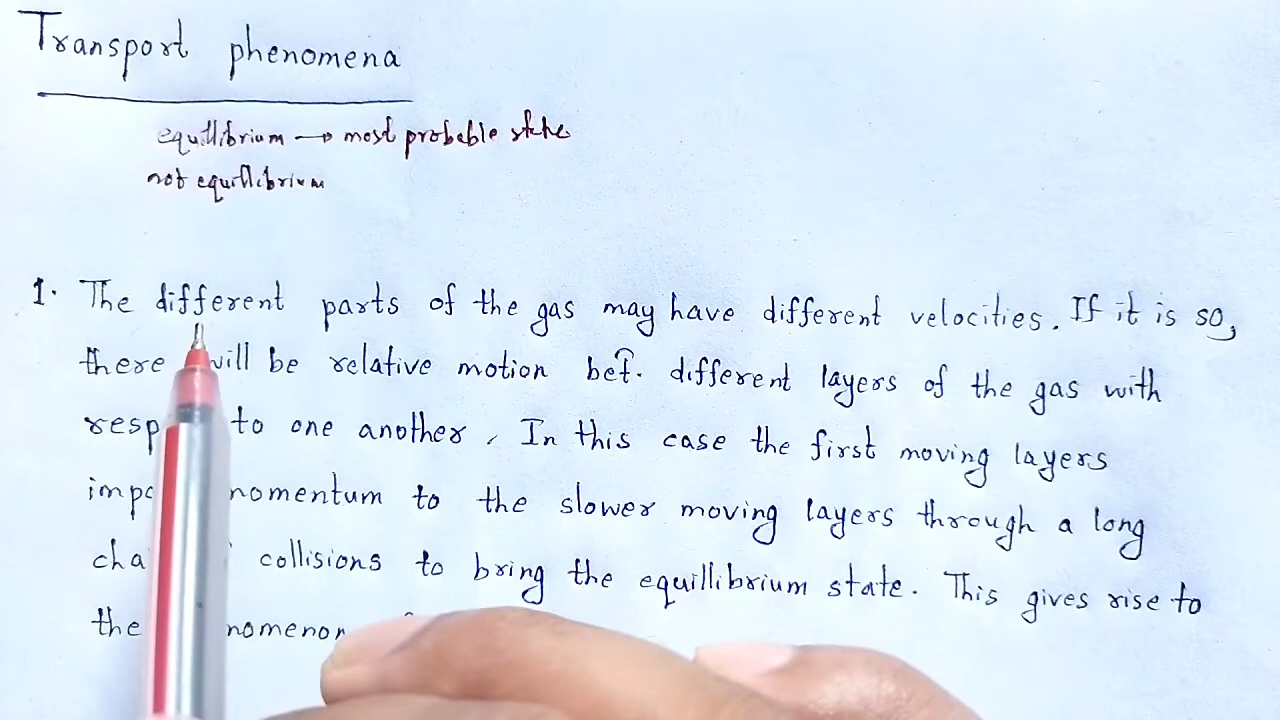 Transport phenomena
equillibrium → most probable state
not equillibrium
1. The different parts of the gas may have different velocities. If it is so,
there will be relative motion bet. different layers of the gas with
resp to one another. In this case the first moving layers
momentum to the slower moving layers through a long
collisions to bring the equillibrium state. This gives rise to
the